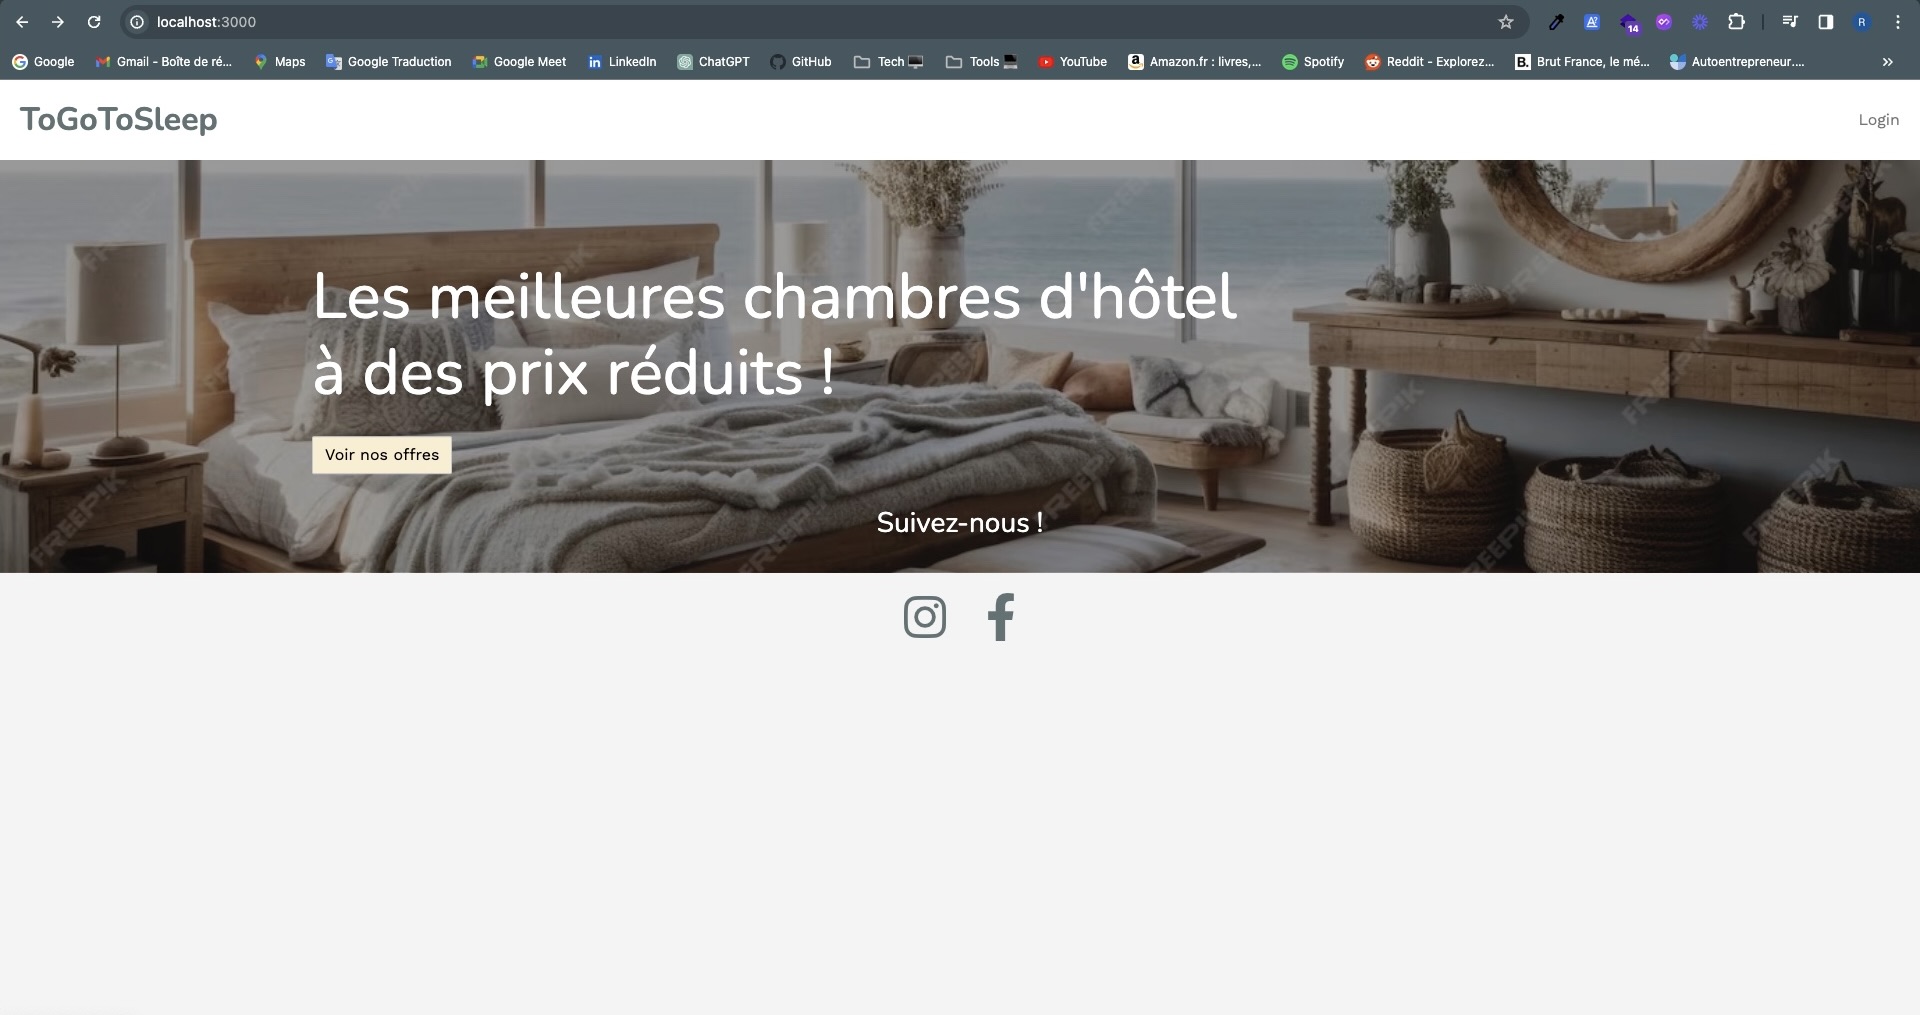 localhost:3000
14
R
Google
Gmail - Boîte de ré...
Maps
Google Traduction
Google Meet
in LinkedIn
ChatGPT
GitHub
Tech
Tools
YouTube
a Amazon.fr : livres,...
Spotify
Reddit - Explorez...
B. Brut France, le mé...
Autoentrepreneur....
ToGoToSleep
Login
Les meilleures chambres d'hôtel
à des prix réduits !
Voir nos offres
Suivez-nous !
FREEPIK